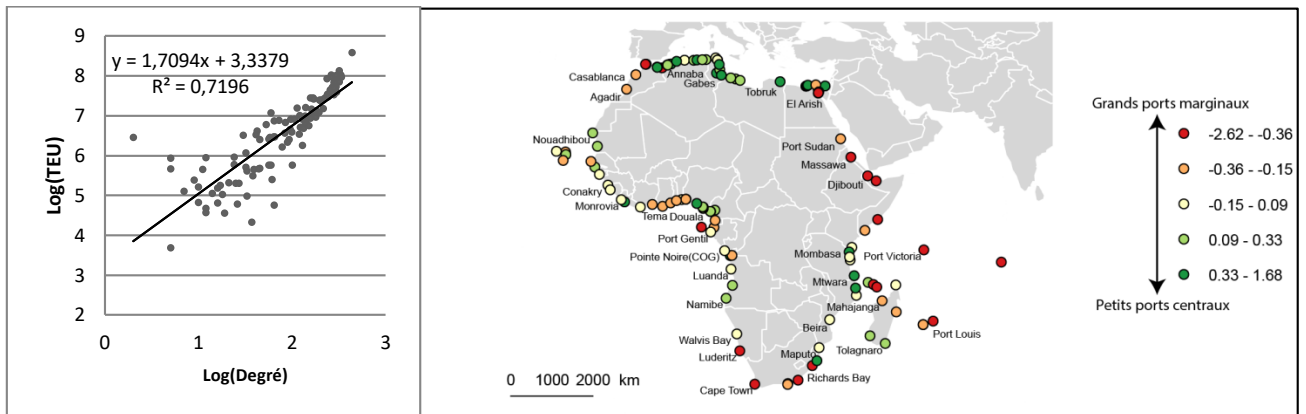 9
8
7
6
5
4
3
2
y = 1,7094x + 3,3379
R² = 0,7196
Log(TEU)
0
1
2
3
Log(Degré)
Casablanca
Agadir
Annaba
Gabes
Tobruk
El Arish
Nouadhibou
Port Sudan
Massawa
Djibouti
Conakry
Monrovia
Tema
Douala
Port Gentil
Pointe Noire(COG)
Luanda
Namibe
Mombasa
Port Victoria
Mtwara
Mahajanga
Beira
Port Louis
Walvis Bay
Luderitz
Maputo
Tolagnaro
Richards Bay
Cape Town
0 1000 2000 km
Grands ports marginaux
-2.62 - -0.36
-0.36 - -0.15
-0.15 - 0.09
0.09 - 0.33
0.33 - 1.68
Petits ports centraux